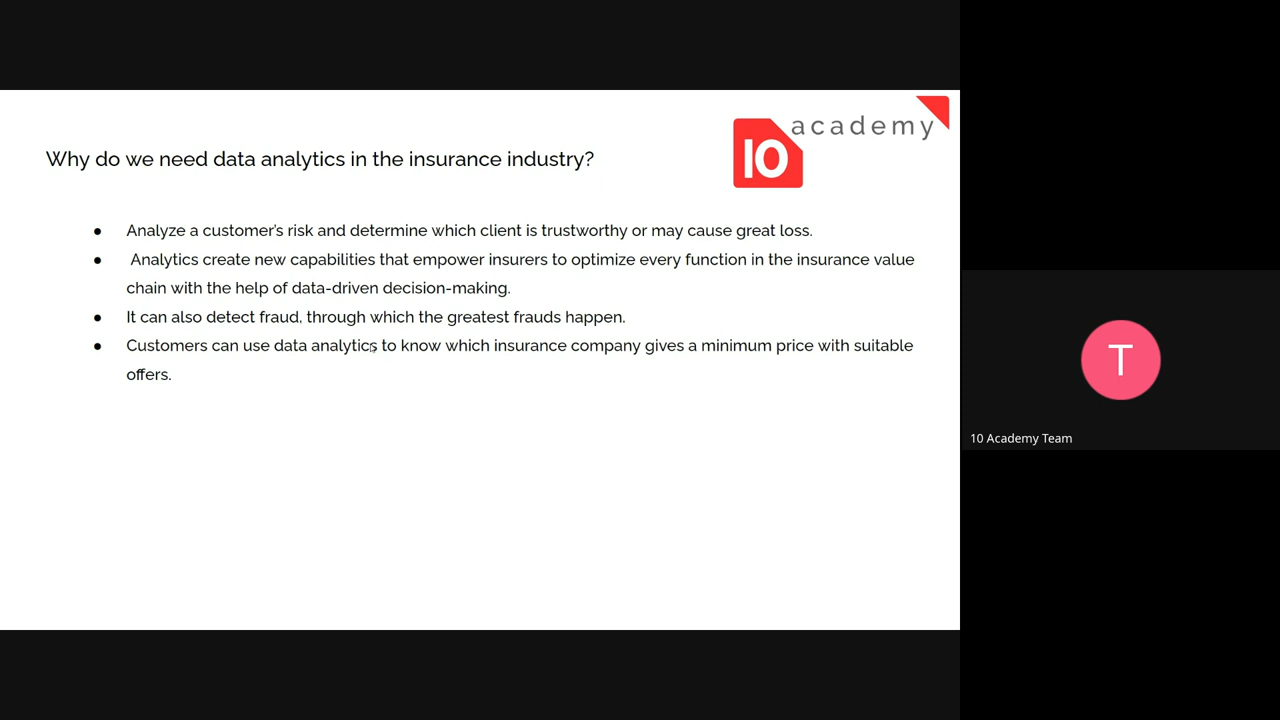 10 academy
Why do we need data analytics in the insurance industry?
● Analyze a customer's risk and determine which client is trustworthy or may cause great loss.
● Analytics create new capabilities that empower insurers to optimize every function in the insurance value
chain with the help of data-driven decision-making.
● It can also detect fraud, through which the greatest frauds happen.
● Customers can use data analytics to know which insurance company gives a minimum price with suitable
offers.
T
10 Academy Team